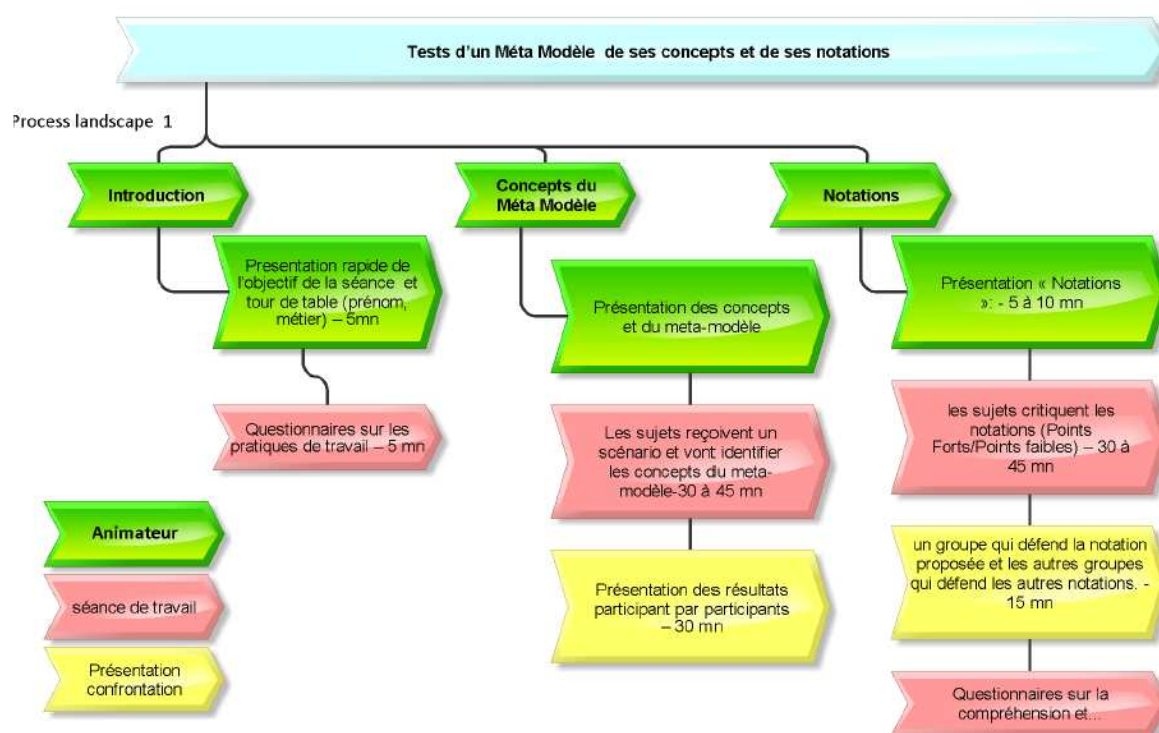 Tests d'un Méta Modèle de ses concepts et de ses notations
Process landscape 1
Introduction
Concepts du
Méta Modèle
Notations
Presentation rapide de
l'objectif de la séance et
tour de table (prénom,
métier) – 5mn
Questionnaires sur les
pratiques de travail – 5 mn
Présentation des concepts
et du meta-modèle
Les sujets reçoivent un
scénario et vont identifier
les concepts du meta-
modèle-30 à 45 mn
Présentation des résultats
participant par participants
– 30 mn
Présentation « Notations
»: - 5 à 10 mn
les sujets critiquent les
notations (Points
Forts/Points faibles) – 30 à
45 mn
un groupe qui défend la notation
proposée et les autres groupes
qui défend les autres notations. -
15 mn
Questionnaires sur la
compréhension et...
Animateur
séance de travail
Présentation
confrontation